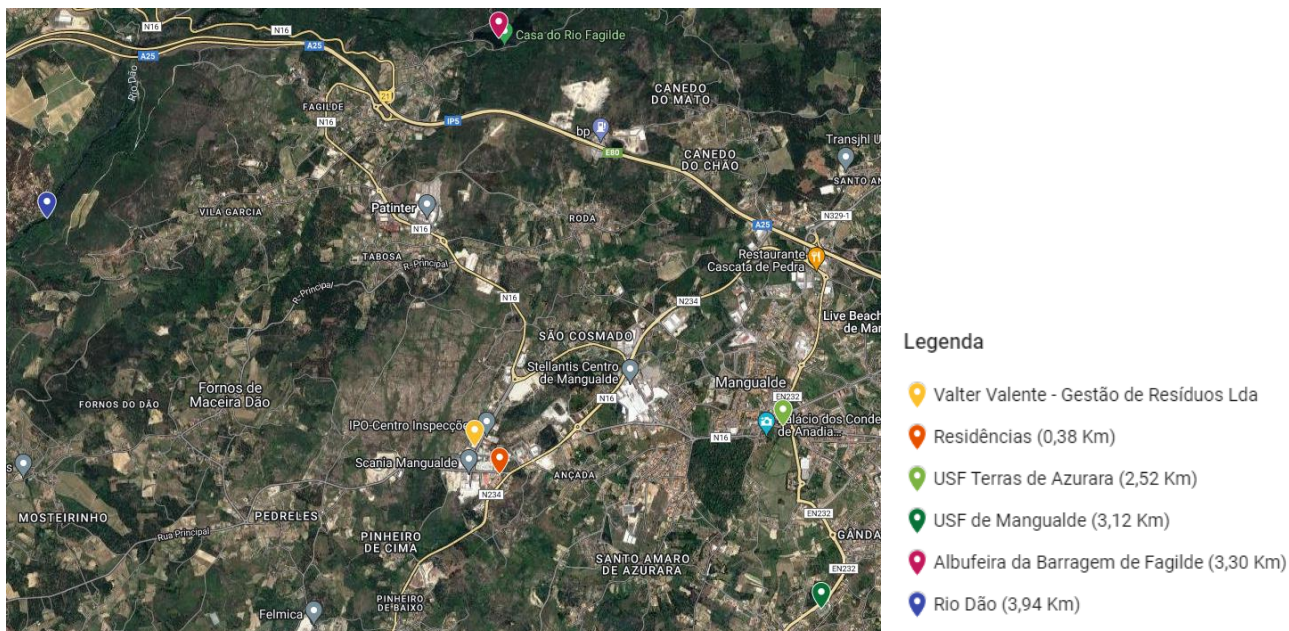 N16
N16
Casa do Rio Fagilde
A25
A25
Rio Dão
21
FAGILDE
CANEDO
DO MATO
N16
IP5
bp
Transjhl U
E80
CANEDO
DO CHÃO
SANTO AN
Patinter
VILA GARCIA
RODA
N329-1
N16
A25
TABOSA
R. Principal
Restaurante
Cascata de Pedra
R. Principal
N16
N234
Live Beach
de Man
SÃO COSMADO
Stellantis Centro
de Mangualde
Mangualde
Fornos de
Maceira Dão
FORNOS DO DÃO
N16
EN232
IPO-Centro Inspecçõe
alácio dos Conde
de Anadia...
N16
Scania Mangualde
ANÇADA
s
N234
MOSTEIRINHO
PEDRELES
EN232
Rua Principal
PINHEIRO
DE CIMA
GÂNDA
SANTO AMARO
DE AZURARA
EN232
PINHEIRO
DE BAIXO
Felmica
Legenda
Valter Valente - Gestão de Resíduos Lda
Residências (0,38 Km)
USF Terras de Azurara (2,52 Km)
USF de Mangualde (3,12 Km)
Albufeira da Barragem de Fagilde (3,30 Km)
Rio Dão (3,94 Km)